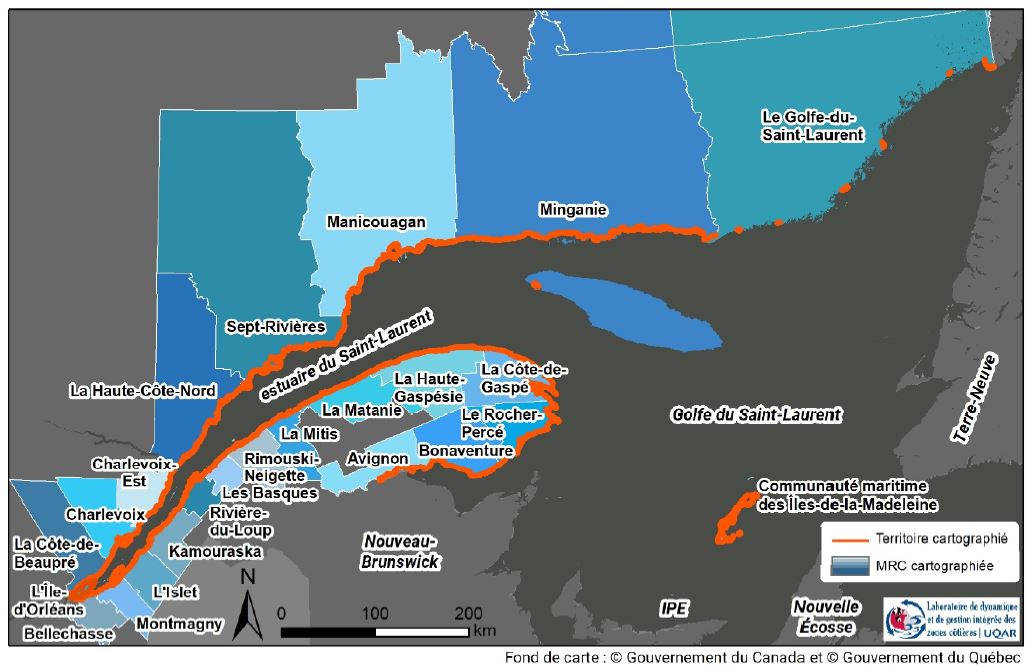 Le Golfe-du-
Saint-Laurent
Minganie
Manicouagan
Sept-Rivières
estuaire du Saint-Laurent
La Haute-Côte-Nord
La Côte-de-
Gaspé
La Haute-
Gaspésie
La Matanie
Le Rocher-
Percé
Golfe du Saint-Laurent
Terre-Neuve
La Mitis
Bonaventure
Avignon
Rimouski-
Neigette
Les Basques
Charlevoix-
Est
Charlevoix
Rivière-
du-Loup
Communauté maritime
des Îles-de-la-Madeleine
La Côte-de-
Beaupré
Kamouraska
Nouveau-
Brunswick
L'Île-
d'Orléans
L'Islet
Montmagny
Bellechasse
IPE
Nouvelle
Écosse
Territoire cartographié
MRC cartographiée
N
0 100 200
km
Laboratoire de dynamique
et de gestion intégrée des
zones côtières | UQAR
Fond de carte : © Gouvernement du Canada et © Gouvernement du Québec